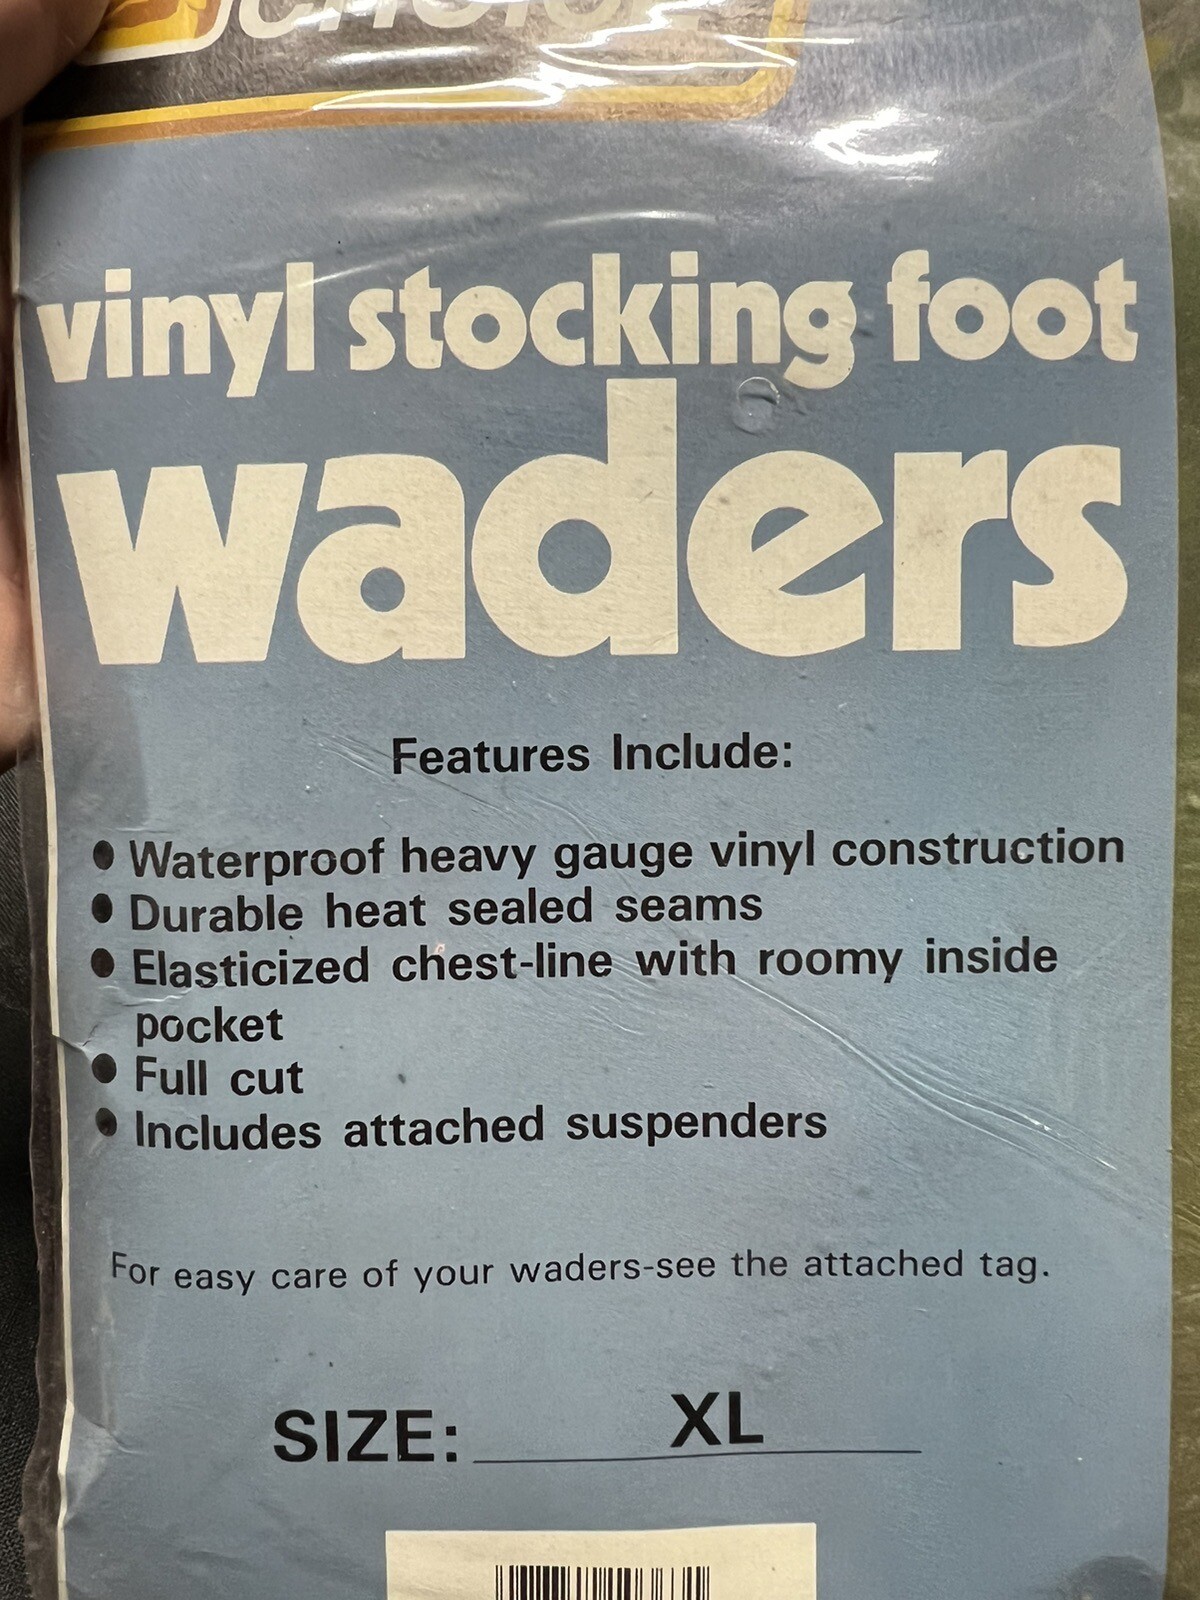 CHOICE
vinyl stocking foot
waders
Features Include:
● Waterproof heavy gauge vinyl construction
● Durable heat sealed seams
● Elasticized chest-line with roomy inside
pocket
● Full cut
● Includes attached suspenders
For easy care of your waders-see the attached tag.
SIZE: XL